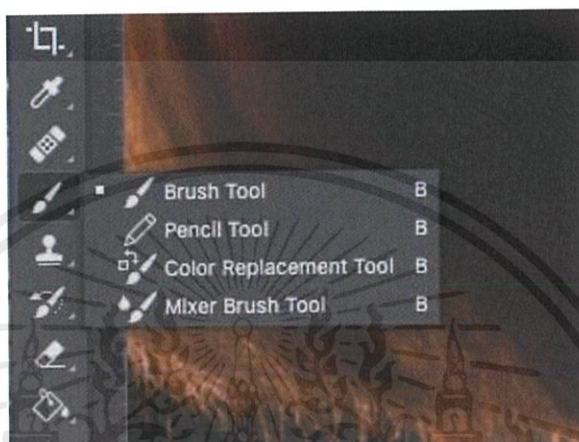 Brush Tool B
Pencil Tool B
Color Replacement Tool B
Mixer Brush Tool B